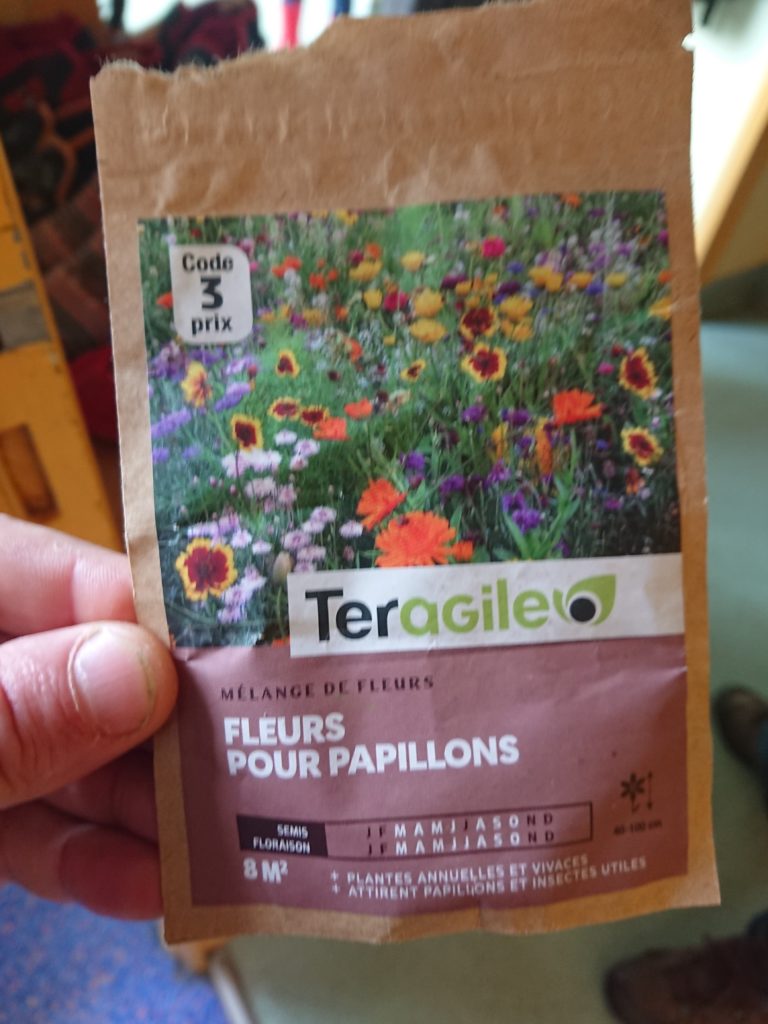 Code
3
prix
Teragile
MÉLANGE DE FLEURS
FLEURS
POUR PAPILLONS
SEMIS J F M A M J J A S O N D
FLORAISON J F M A M J J A S O N D
40-100 cm
8 M²
+ PLANTES ANNUELLES ET VIVACES
+ ATTIRENT PAPILLONS ET INSECTES UTILES